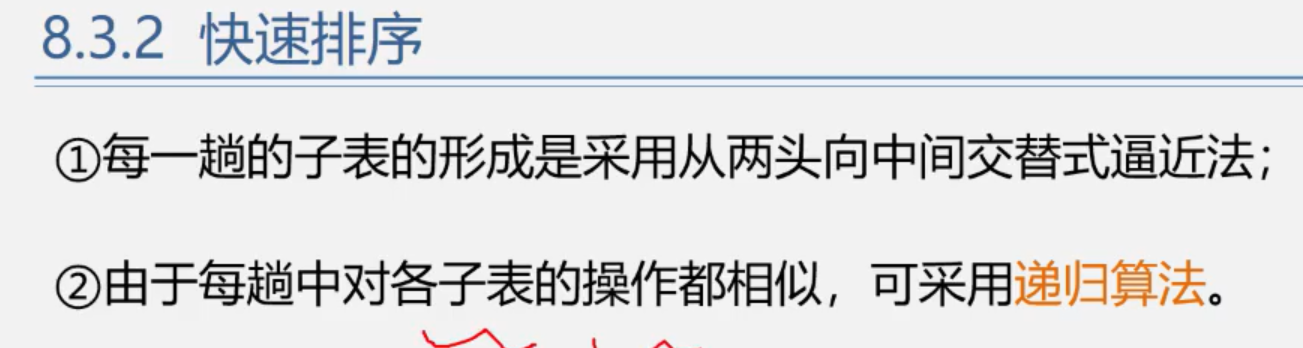 8.3.2 快速排序
①每一趟的子表的形成是采用从两头向中间交替式逼近法；
②由于每趟中对各子表的操作都相似，可采用递归算法。